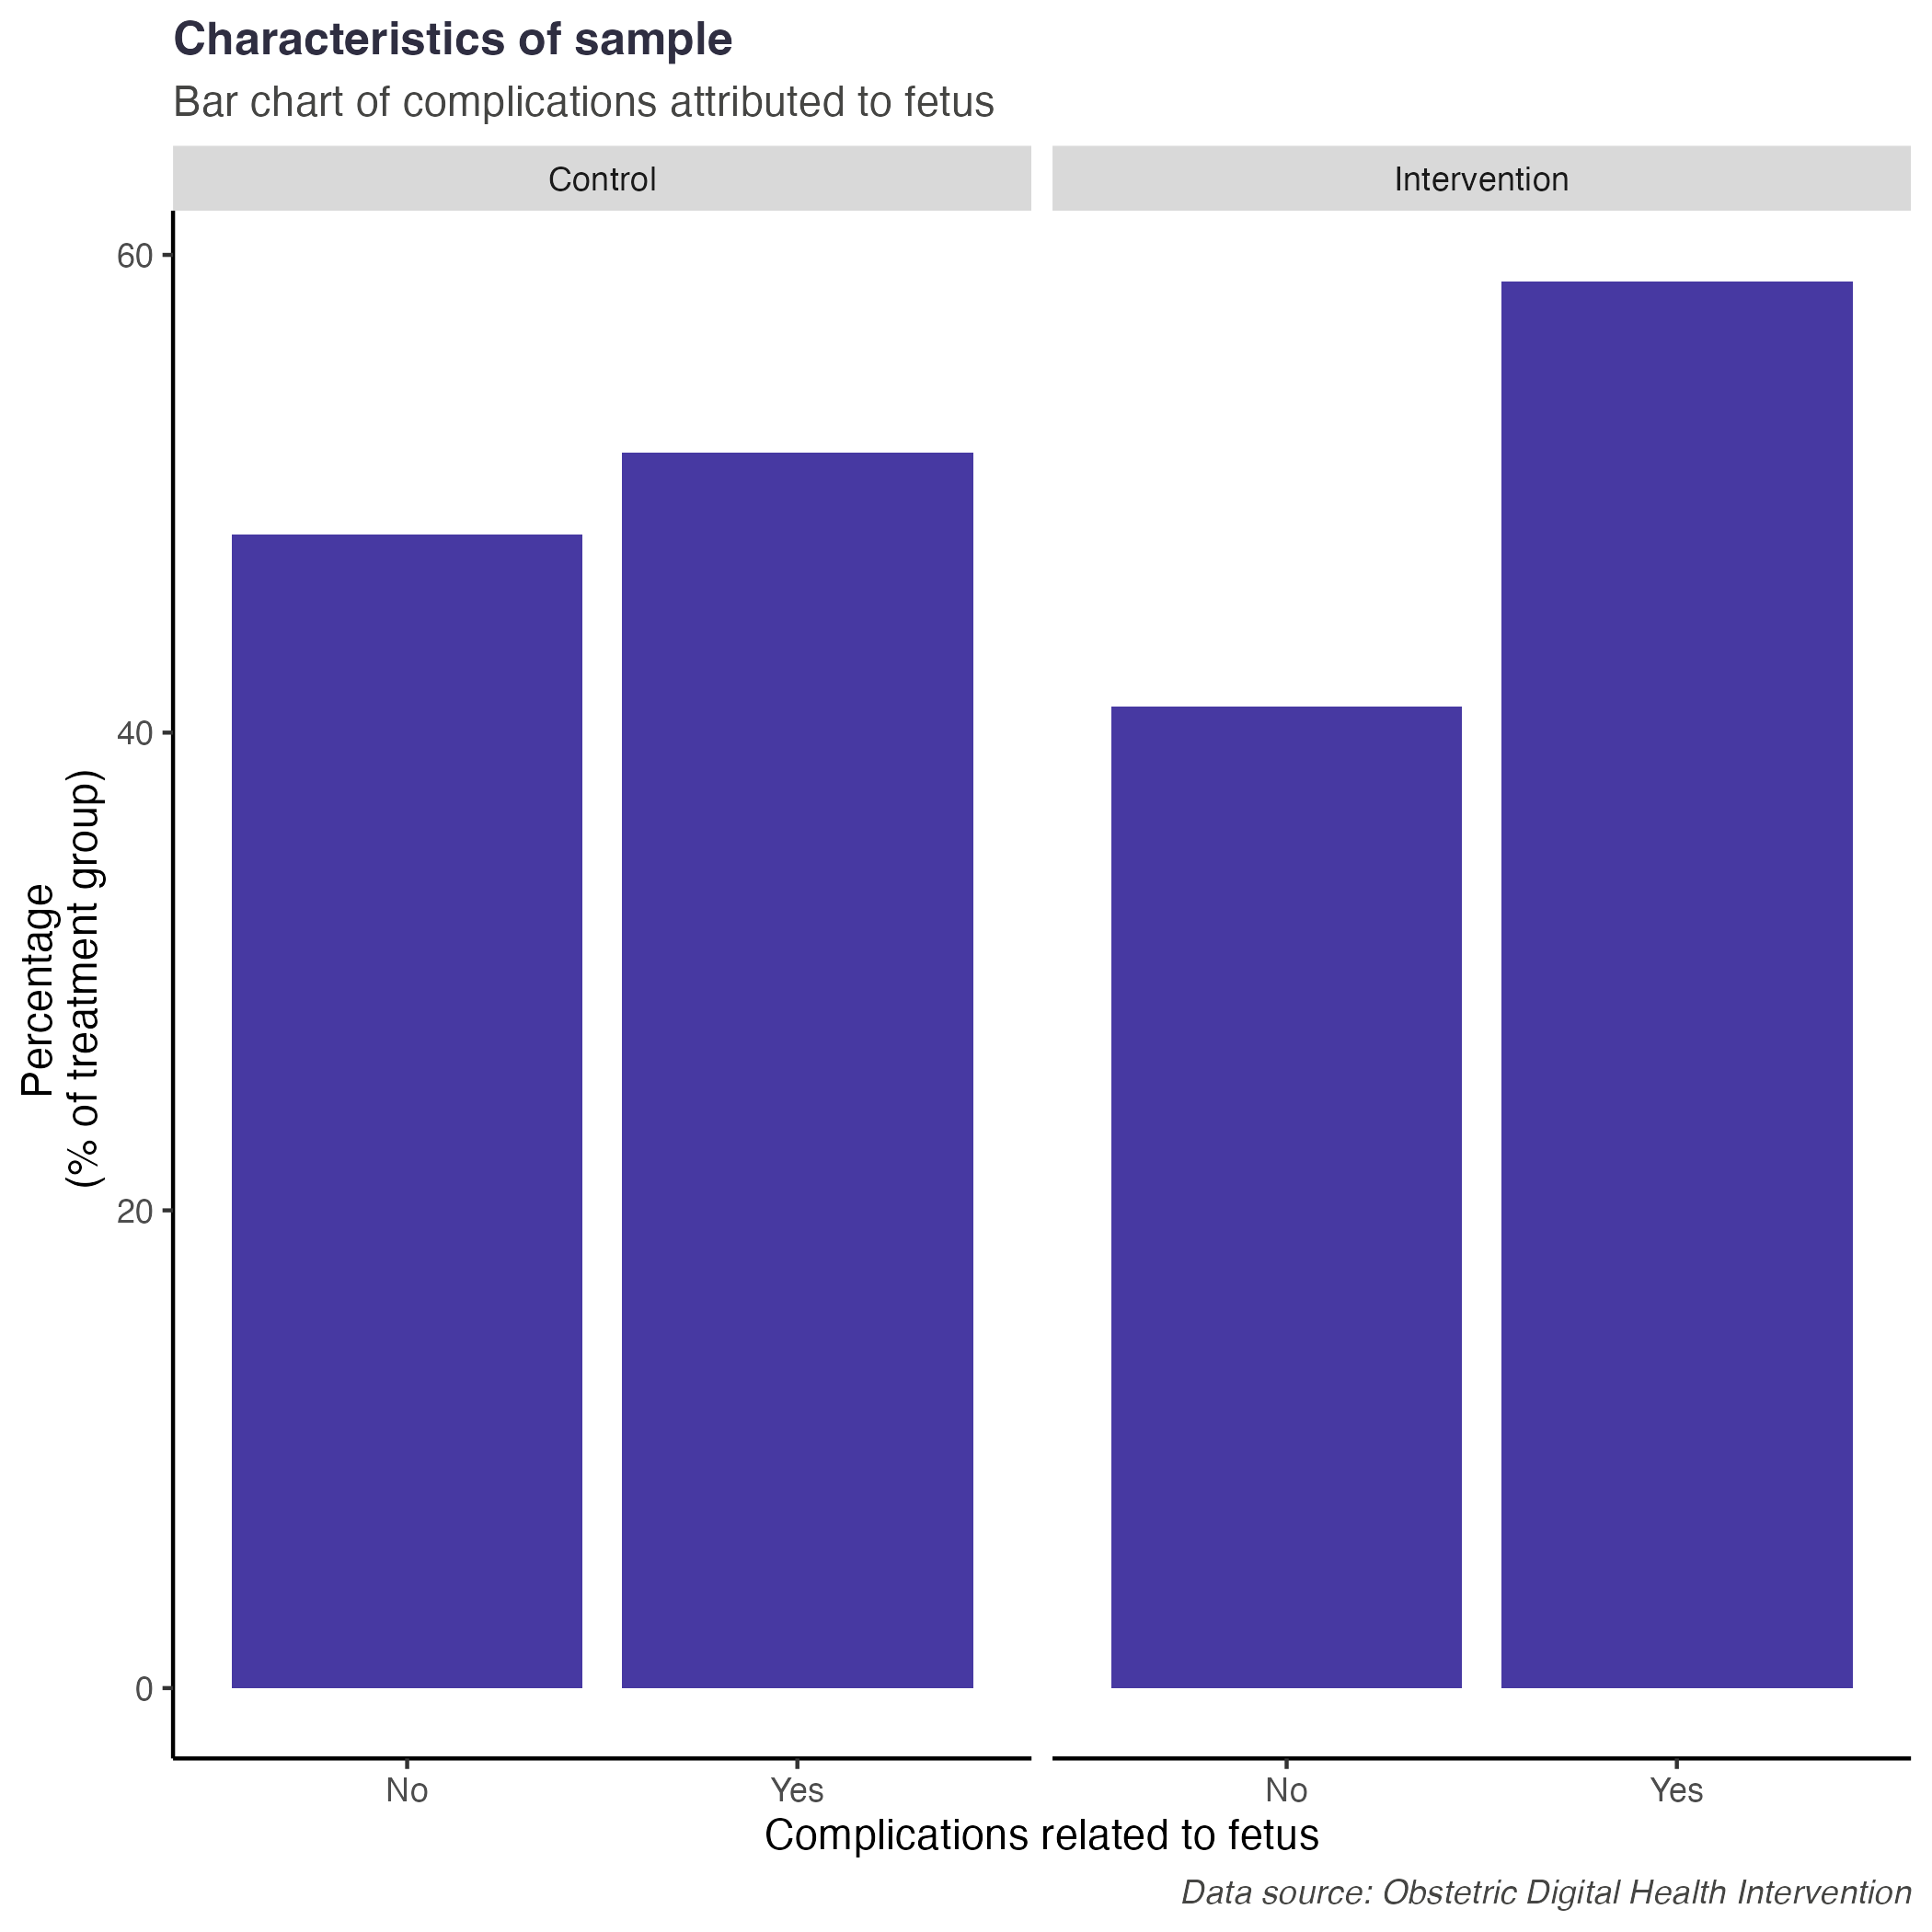 Characteristics of sample
Bar chart of complications attributed to fetus
Control
Intervention
60
40
20
0
Percentage
(% of treatment group)
No
Yes
No
Yes
Complications related to fetus
Data source: Obstetric Digital Health Intervention